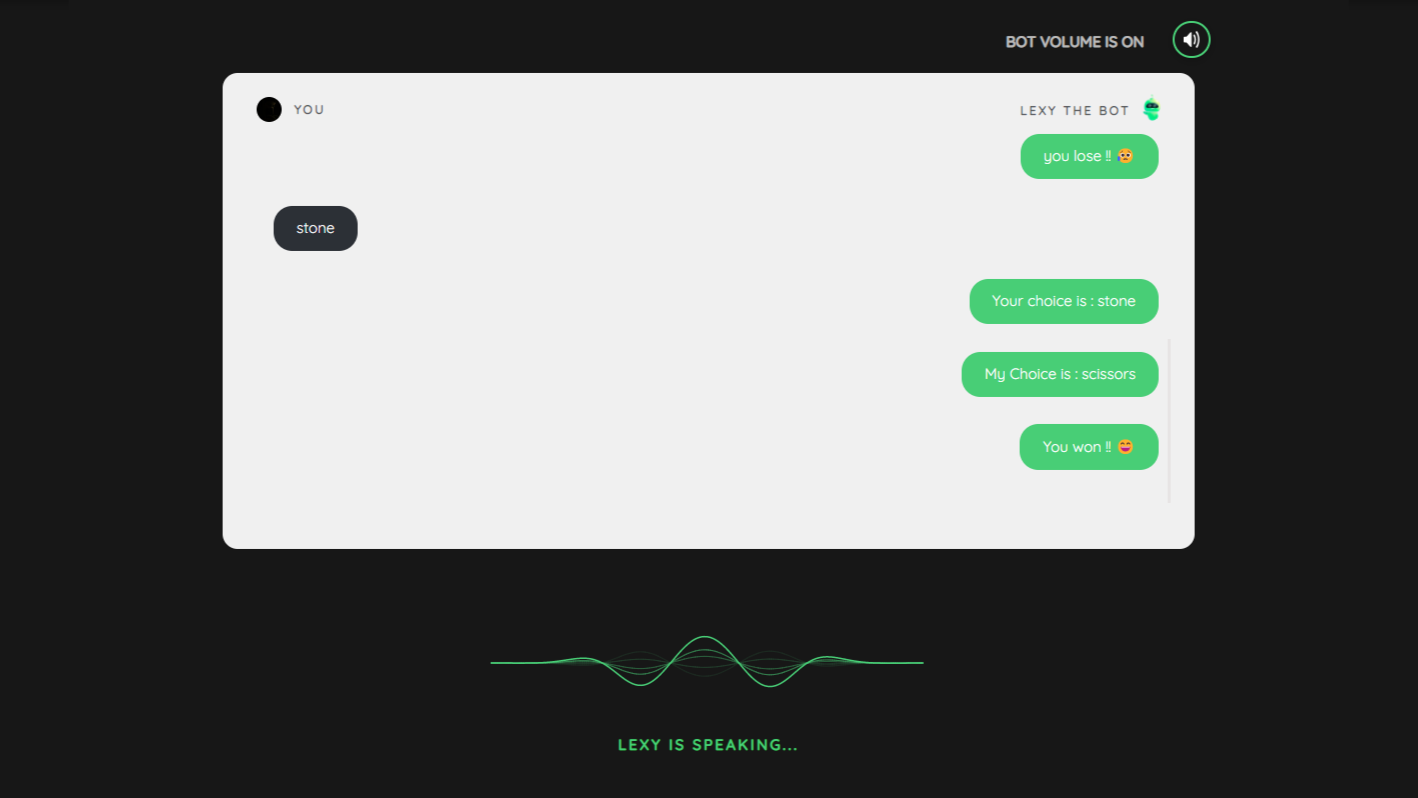 BOT VOLUME IS ON
YOU
LEXY THE BOT
you lose !! 😥
stone
Your choice is : stone
My Choice is : scissors
You won !! 😄
LEXY IS SPEAKING...